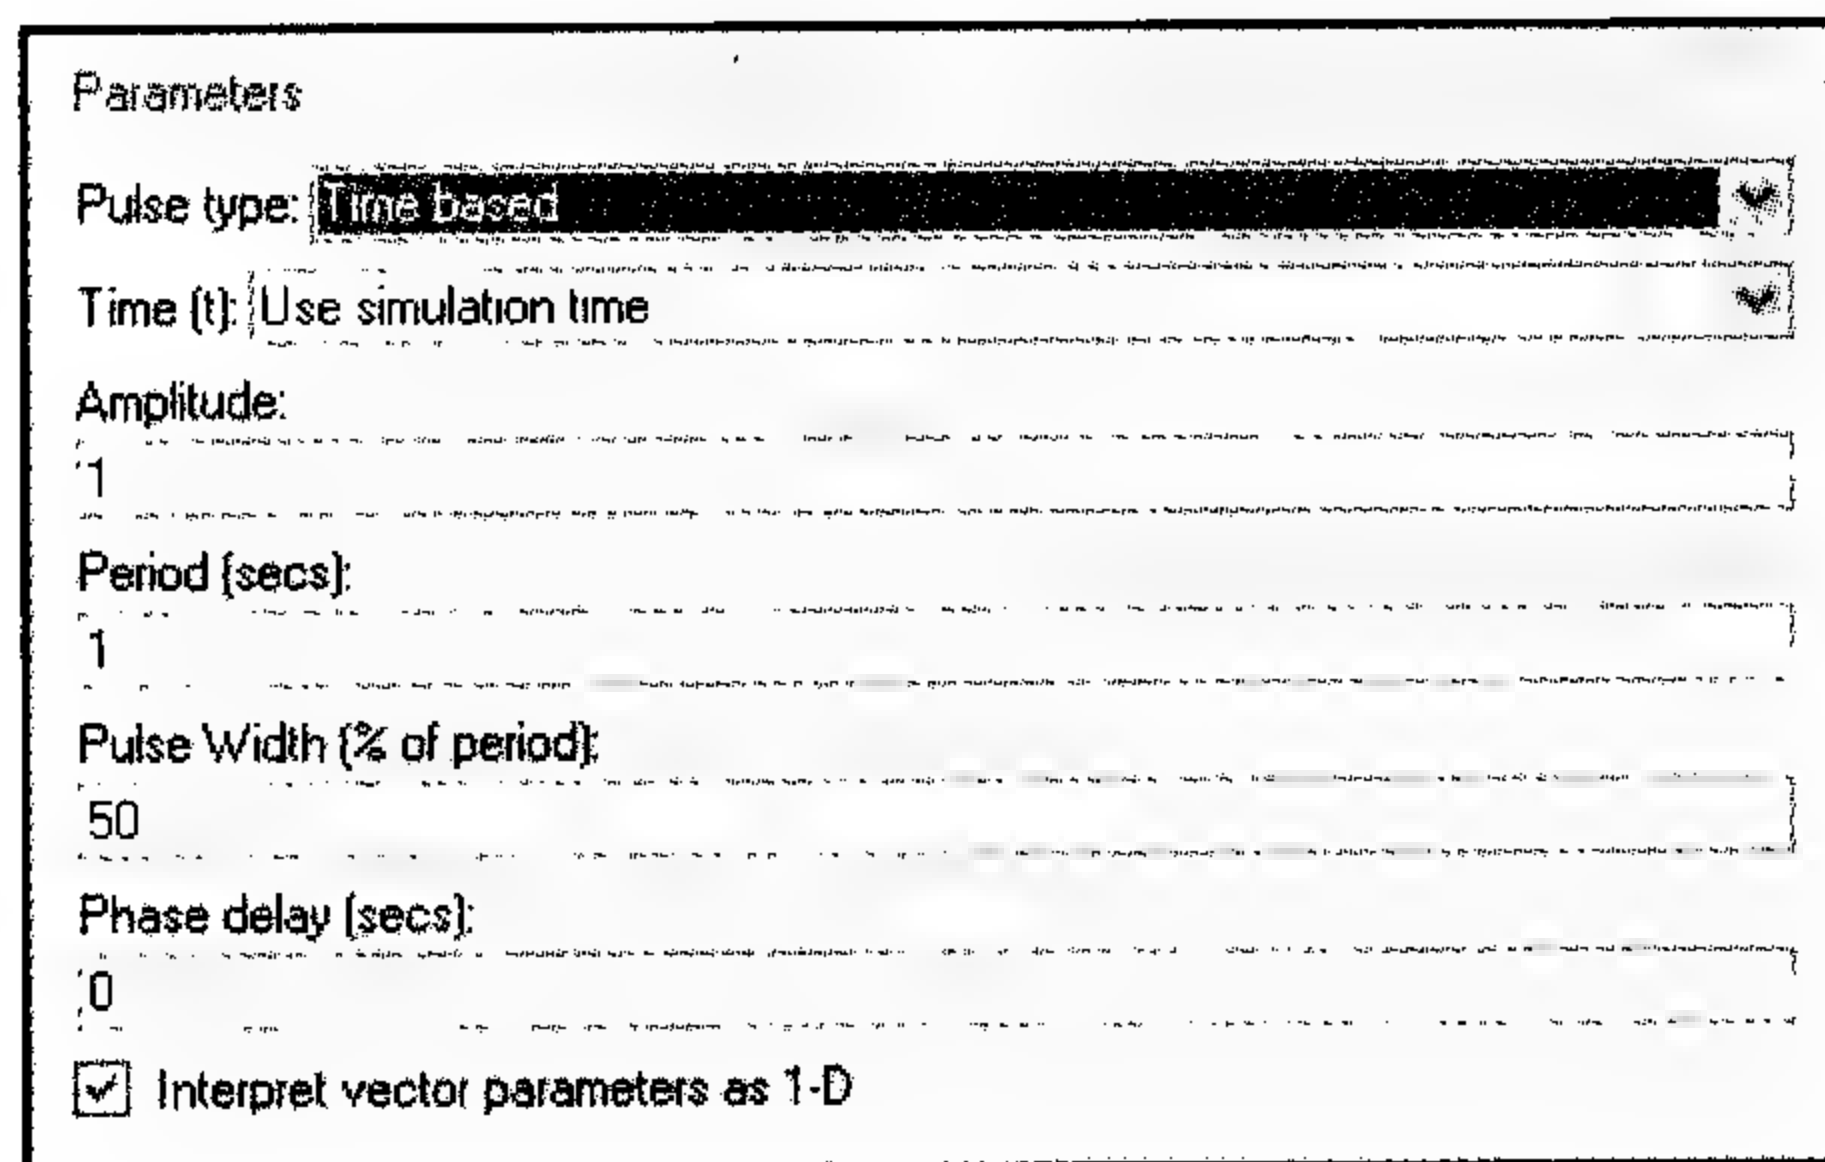 Parameters
Pulse type: Time based
Time (t): Use simulation time
Amplitude:
1
Period (secs):
1
Pulse Width (% of period):
50
Phase delay (secs):
0
Interpret vector parameters as 1-D